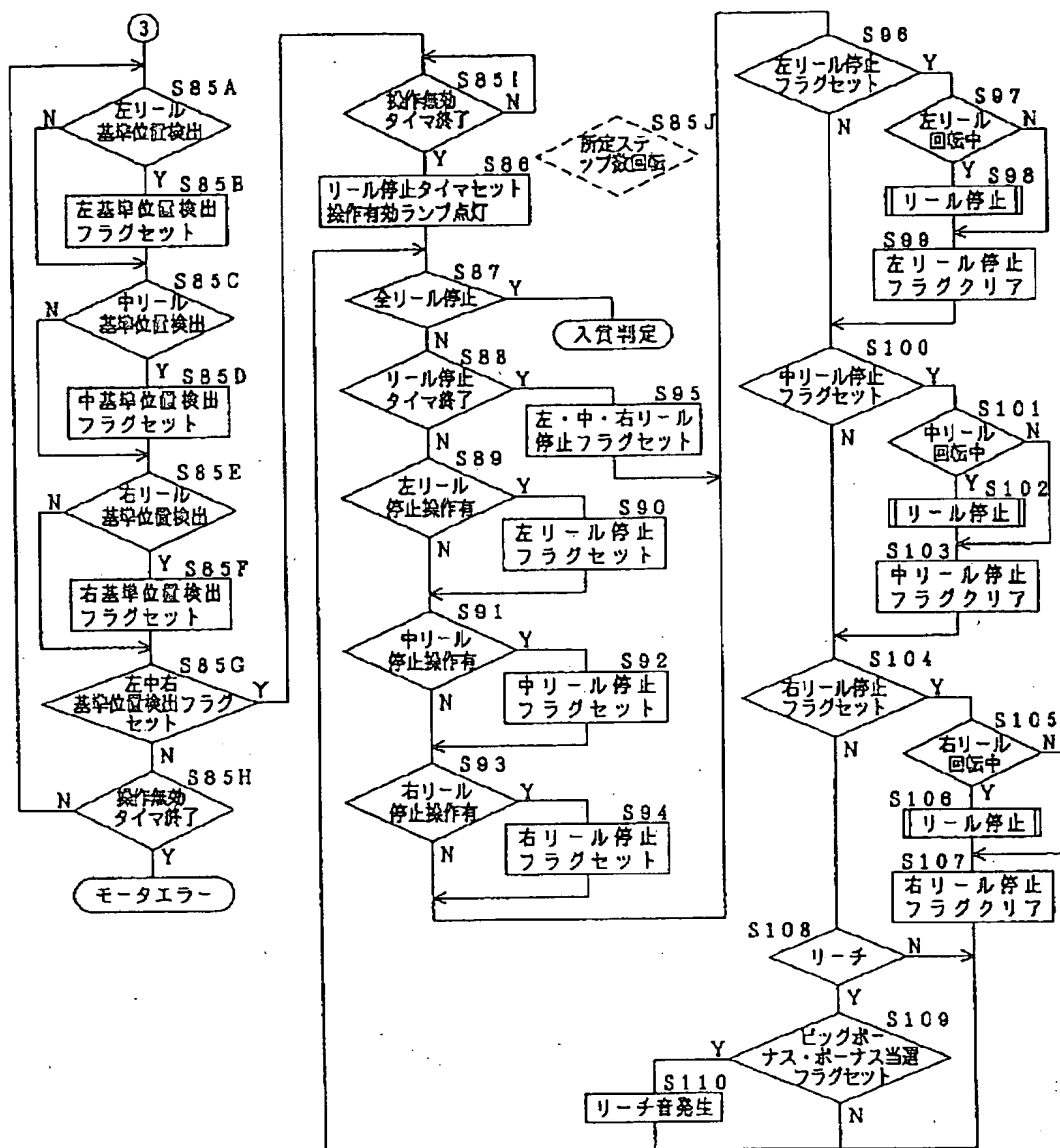 3
S85A
左リール
基準位置検出
N
Y
S85B
左基準位置検出
フラグセット
S85C
中リール
基準位置検出
N
Y
S85D
中基準位置検出
フラグセット
S85E
右リール
基準位置検出
N
Y
S85F
右基準位置検出
フラグセット
S85G
左中右
基準位置検出フラグ
セット
Y
N
S85H
操作無効
タイマ終了
N
Y
モータエラー
S85I
操作無効
タイマ終了
N
Y
S85J
所定ステ
ップ数回転
S86
リール停止タイマセット
操作有効ランプ点灯
S87
全リール停止
Y
N
入賞判定
S88
リール停止
タイマ終了
Y
N
S95
左・中・右リール
停止フラグセット
S89
左リール
停止操作有
Y
N
S90
左リール停止
フラグセット
S91
中リール
停止操作有
Y
N
S92
中リール停止
フラグセット
S93
右リール
停止操作有
Y
N
S94
右リール停止
フラグセット
S96
左リール停止
フラグセット
Y
N
S97
左リール
回転中
N
Y
S98
リール停止
S99
左リール停止
フラグクリア
S100
中リール停止
フラグセット
Y
N
S101
中リール
回転中
N
Y
S102
リール停止
S103
中リール停止
フラグクリア
S104
右リール停止
フラグセット
Y
N
S105
右リール
回転中
N
Y
S106
リール停止
S107
右リール停止
フラグクリア
S108
リーチ
N
Y
S109
ビッグボー
ナス・ボーナス当選
フラグセット
Y
N
S110
リーチ音発生